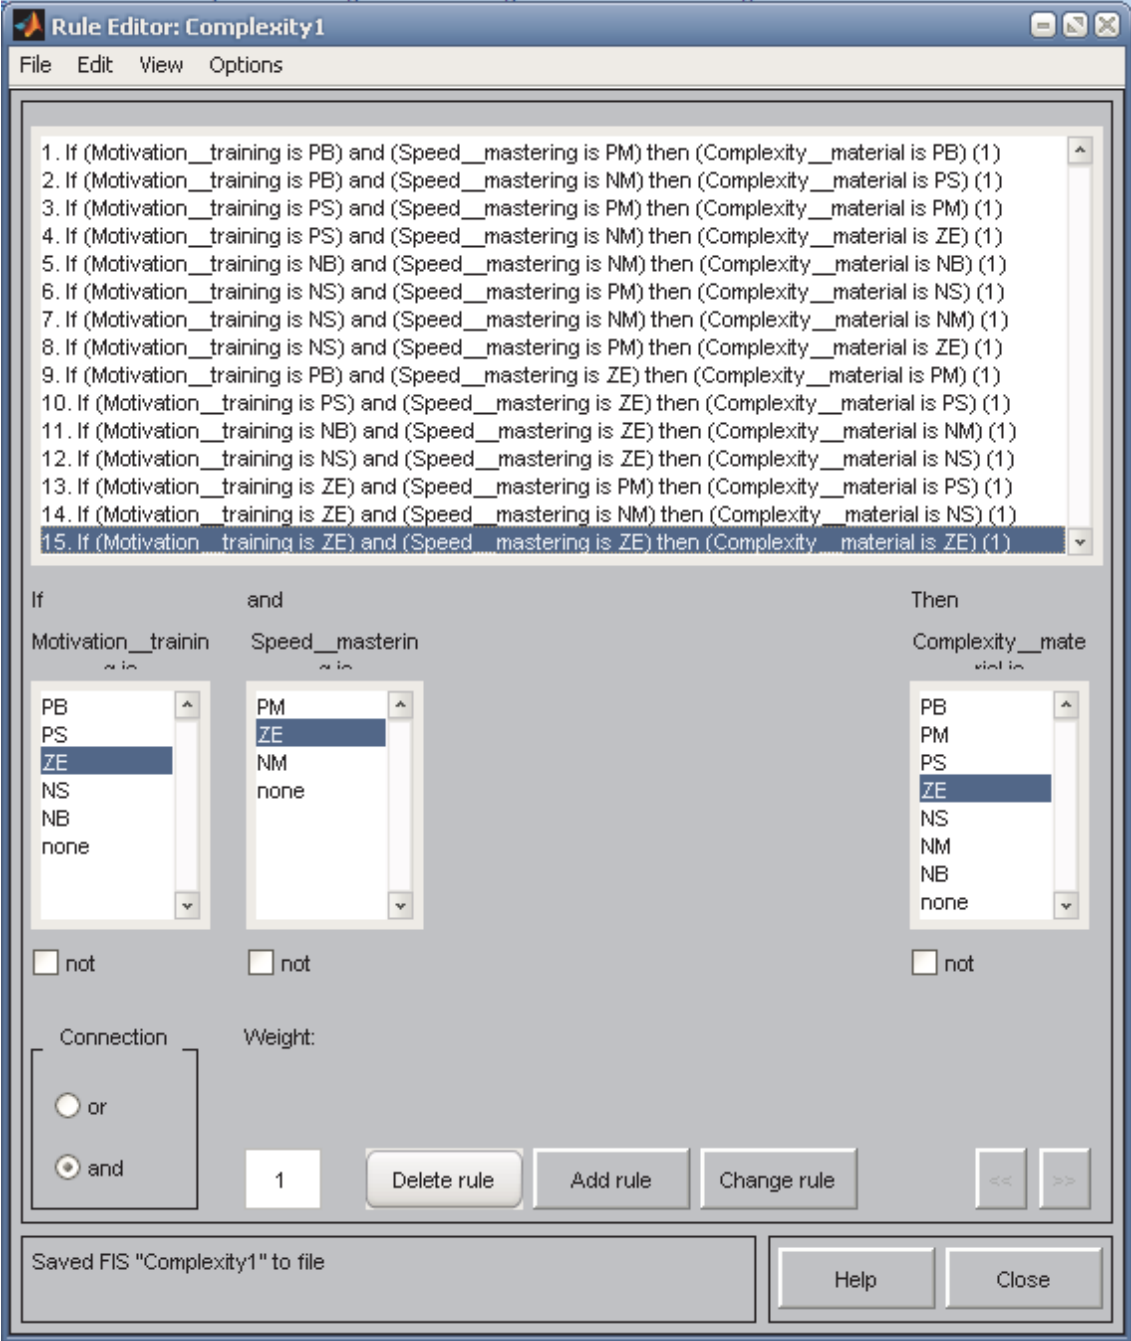 Rule Editor: Complexity1
File Edit View Options
1. If (Motivation__training is PB) and (Speed__mastering is PM) then (Complexity__material is PB) (1)
2. If (Motivation__training is PB) and (Speed__mastering is NM) then (Complexity__material is PS) (1)
3. If (Motivation__training is PS) and (Speed__mastering is PM) then (Complexity__material is PM) (1)
4. If (Motivation__training is PS) and (Speed__mastering is NM) then (Complexity__material is ZE) (1)
5. If (Motivation__training is NB) and (Speed__mastering is NM) then (Complexity__material is NB) (1)
6. If (Motivation__training is NS) and (Speed__mastering is PM) then (Complexity__material is NS) (1)
7. If (Motivation__training is NS) and (Speed__mastering is NM) then (Complexity__material is NM) (1)
8. If (Motivation__training is NS) and (Speed__mastering is PM) then (Complexity__material is ZE) (1)
9. If (Motivation__training is PB) and (Speed__mastering is ZE) then (Complexity__material is PM) (1)
10. If (Motivation__training is PS) and (Speed__mastering is ZE) then (Complexity__material is PS) (1)
11. If (Motivation__training is NB) and (Speed__mastering is ZE) then (Complexity__material is NM) (1)
12. If (Motivation__training is NS) and (Speed__mastering is ZE) then (Complexity__material is NS) (1)
13. If (Motivation__training is ZE) and (Speed__mastering is PM) then (Complexity__material is PS) (1)
14. If (Motivation__training is ZE) and (Speed__mastering is NM) then (Complexity__material is NS) (1)
15. If (Motivation__training is ZE) and (Speed__mastering is ZE) then (Complexity__material is ZE) (1)
If and Then
Motivation__trainin Speed__masterin Complexity__mate
g is g is rial is
PB PM PB
PS ZE PM
ZE NM PS
NS none ZE
NB NS
none NM
NB
none
not not not
Connection Weight:
or
and 1 Delete rule Add rule Change rule << >>
Saved FIS "Complexity1" to file
Help Close